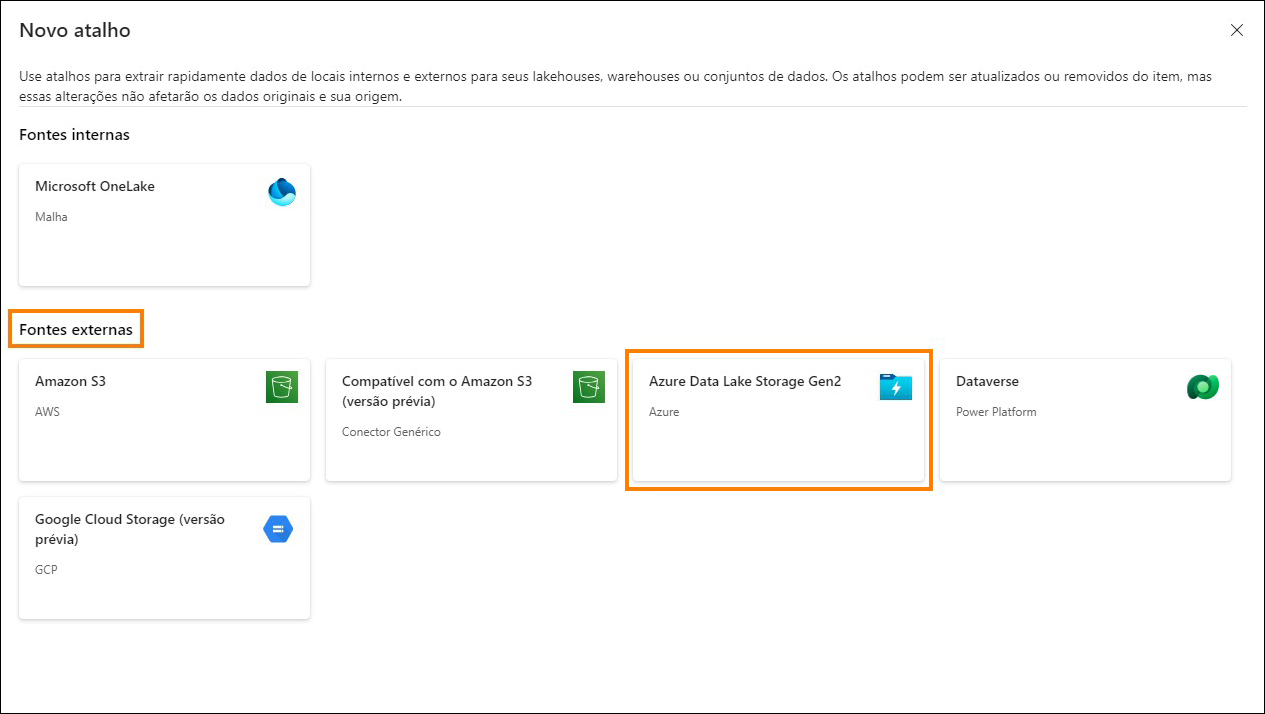 Novo atalho
Use atalhos para extrair rapidamente dados de locais internos e externos para seus lakehouses, warehouses ou conjuntos de dados. Os atalhos podem ser atualizados ou removidos do item, mas
essas alterações não afetarão os dados originais e sua origem.
Fontes internas
Microsoft OneLake
Malha
Fontes externas
Amazon S3
AWS
Compatível com o Amazon S3
(versão prévia)
Conector Genérico
Azure Data Lake Storage Gen2
Azure
Dataverse
Power Platform
Google Cloud Storage (versão
prévia)
GCP